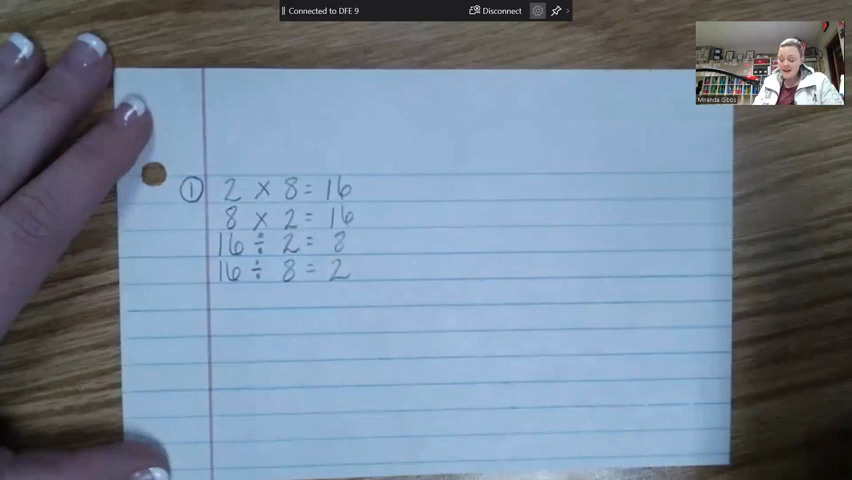 Connected to DFE 9
Disconnect
Miranda Gibbs
① 2 × 8 = 16
8 × 2 = 16
16 ÷ 2 = 8
16 ÷ 8 = 2